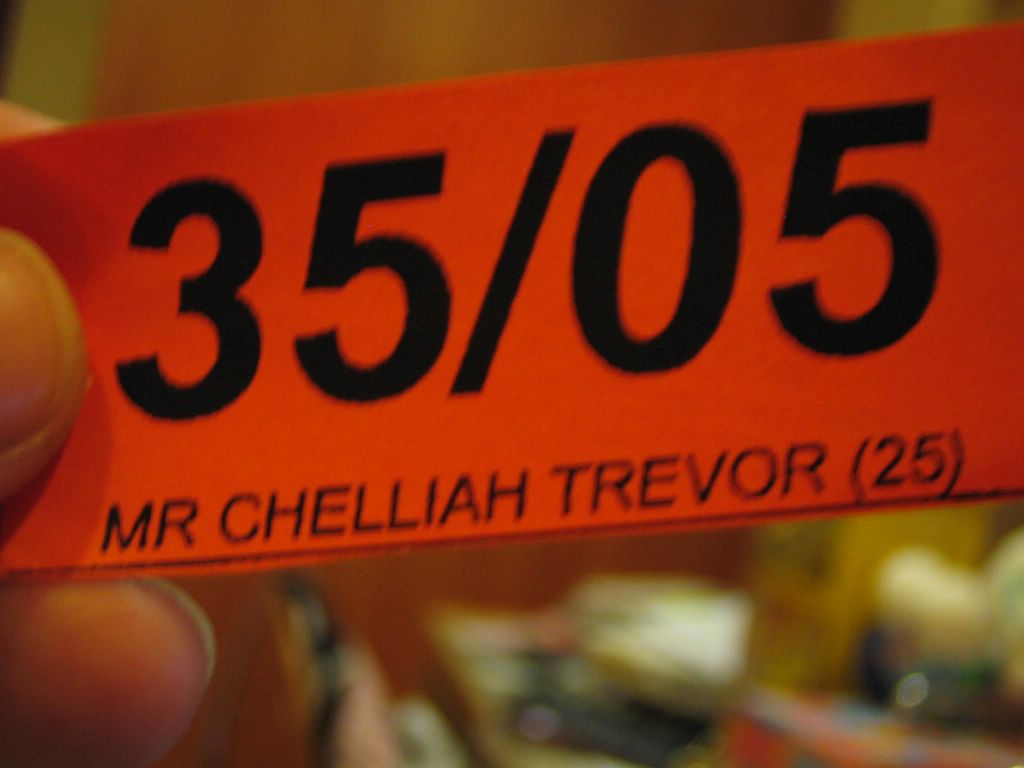 35/05
MR CHELLIAH TREVOR (25)